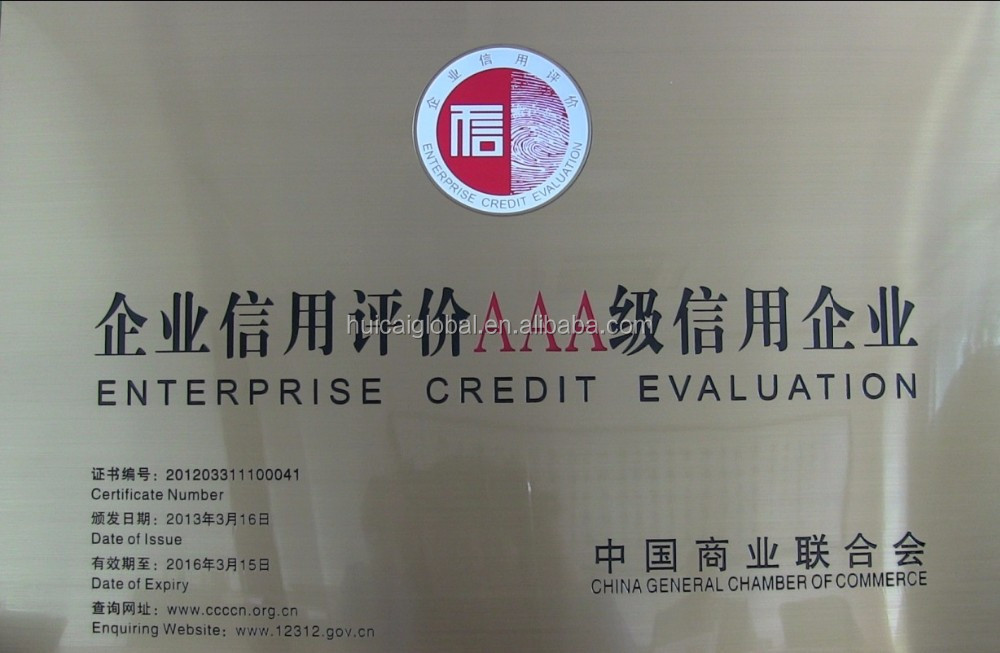 企业信用评价
信
ENTERPRISE CREDIT EVALUATION
企业信用评价AAA级信用企业
huicaiglobal.en.alibaba.com
ENTERPRISE CREDIT EVALUATION
证书编号：201203311100041
Certificate Number
颁发日期：2013年3月16日
Date of Issue
有效期至：2016年3月15日
Date of Expiry
查询网址：www.ccccn.org.cn
Enquiring Website：www.12312.gov.cn
中国商业联合会
CHINA GENERAL CHAMBER OF COMMERCE